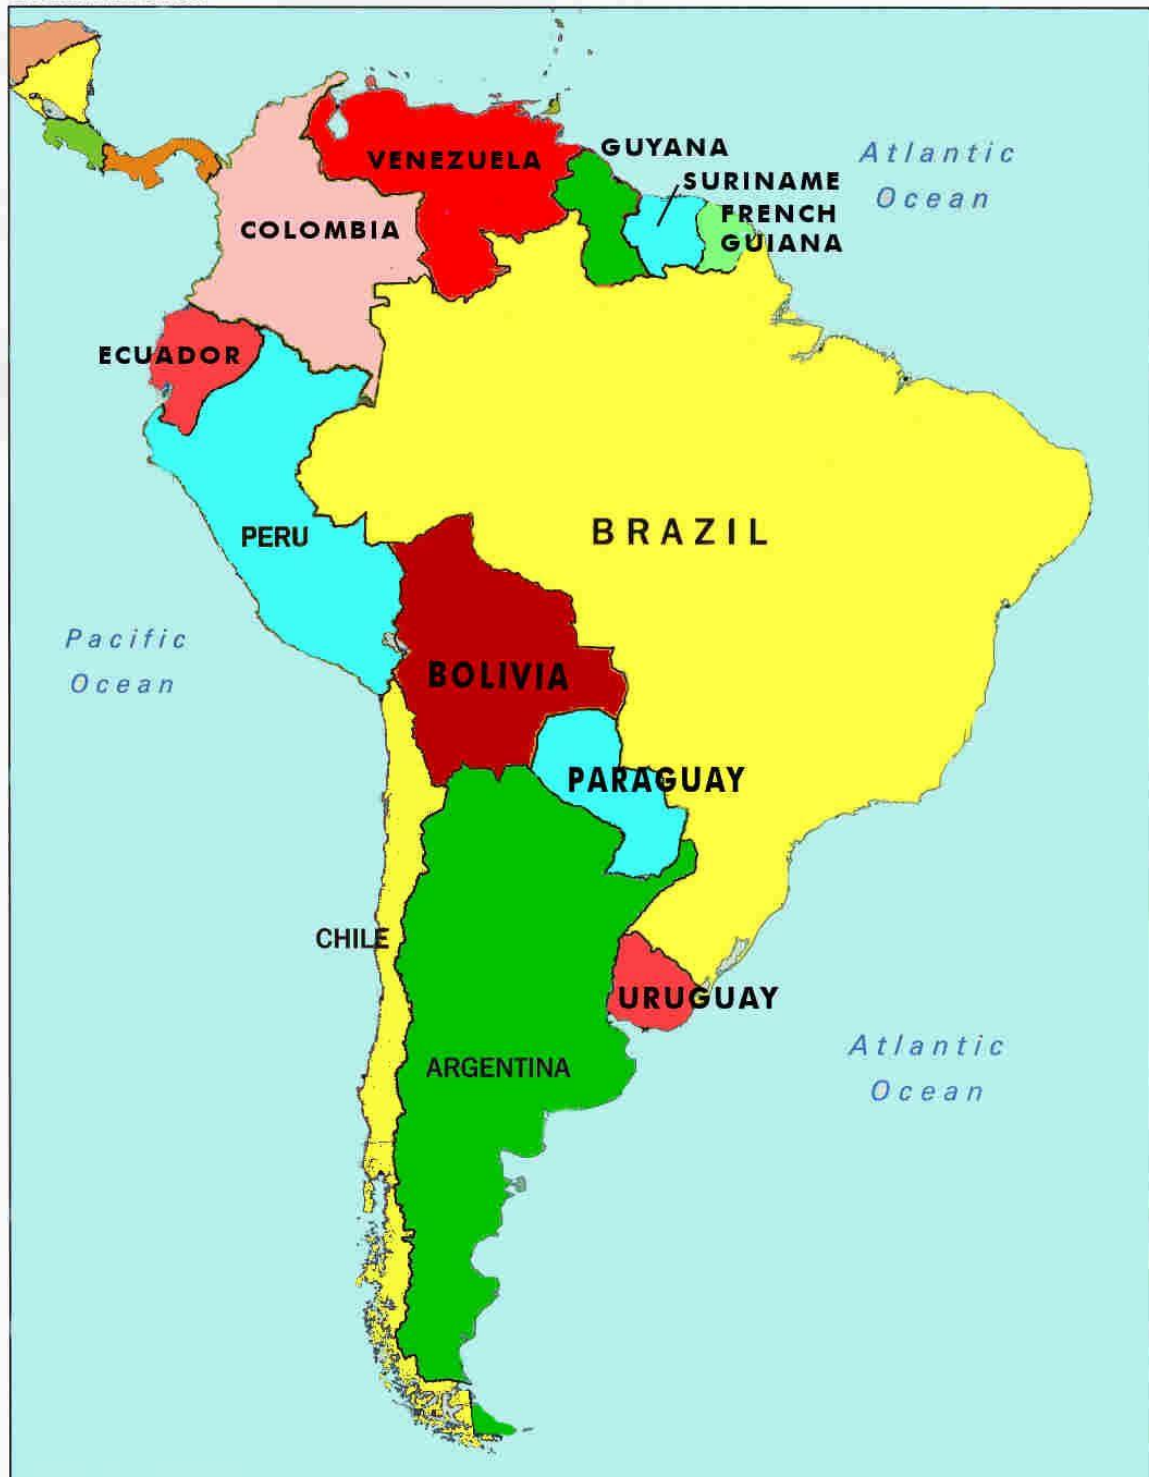 VENEZUELA
GUYANA
SURINAME
FRENCH
GUIANA
Atlantic
Ocean
COLOMBIA
ECUADOR
PERU
BRAZIL
Pacific
Ocean
BOLIVIA
PARAGUAY
CHILE
URUGUAY
ARGENTINA
Atlantic
Ocean